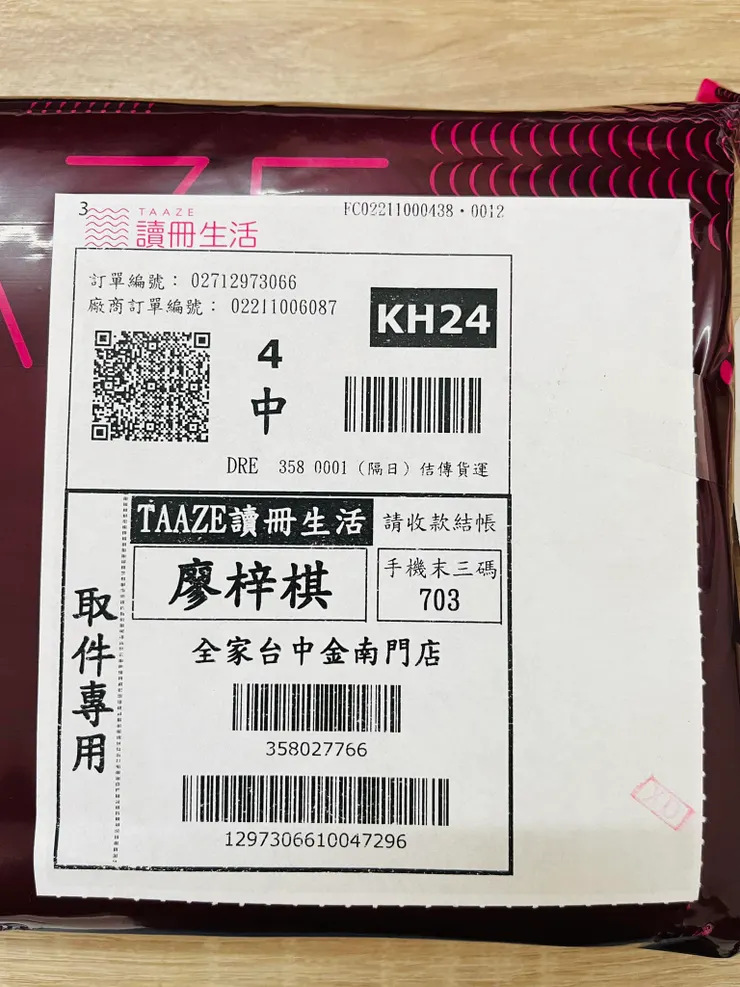 3
TAAZE
讀冊生活
FC02211000438・0012
訂單編號： 02712973066
廠商訂單編號： 02211006087
KH24
4
中
DRE 358 0001（隔日）佶傳貨運
取件專用
TAAZE讀冊生活
請收款結帳
廖梓棋
手機末三碼
703
全家台中金南門店
358027766
1297306610047296